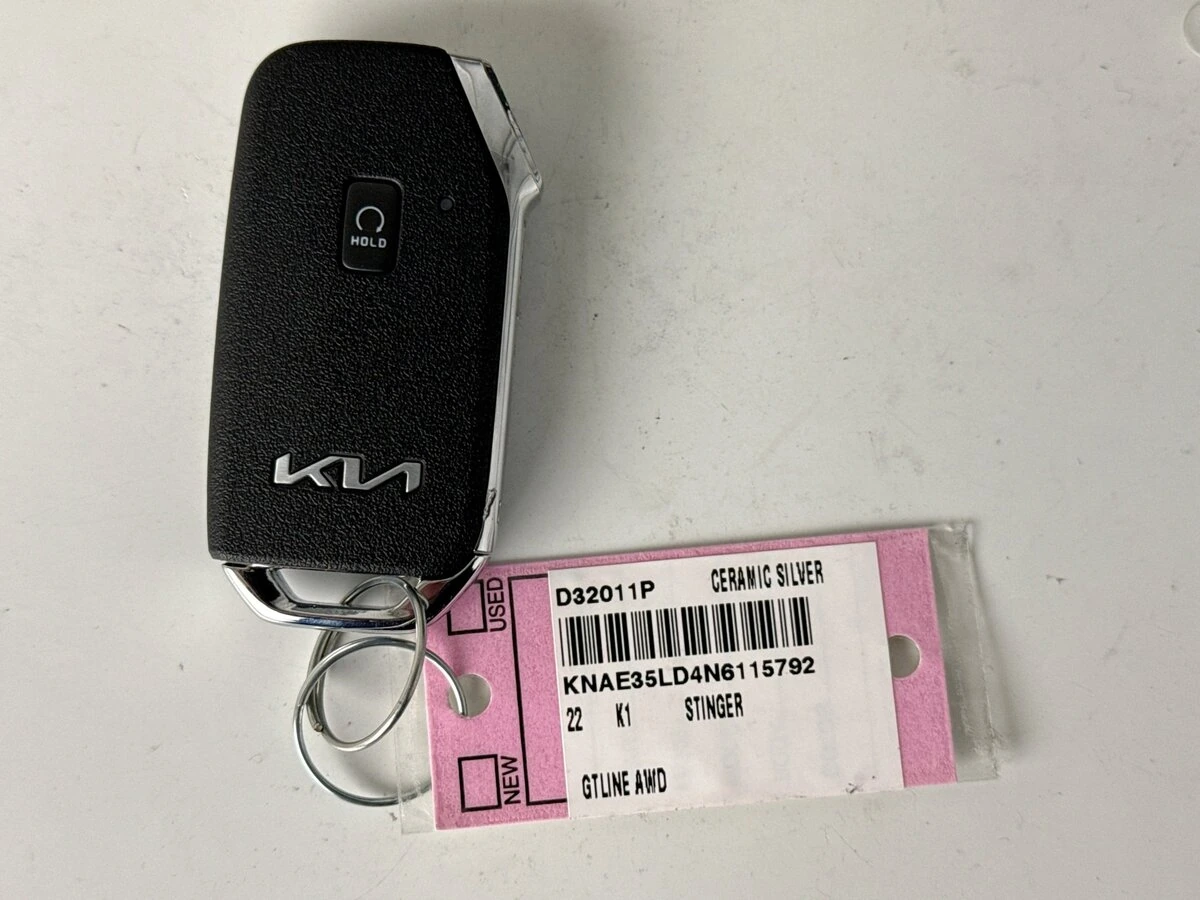 HOLD
KIA
USED
NEW
D32011P CERAMIC SILVER
KNAE35LD4N6115792
22 K1 STINGER
GTLINE AWD